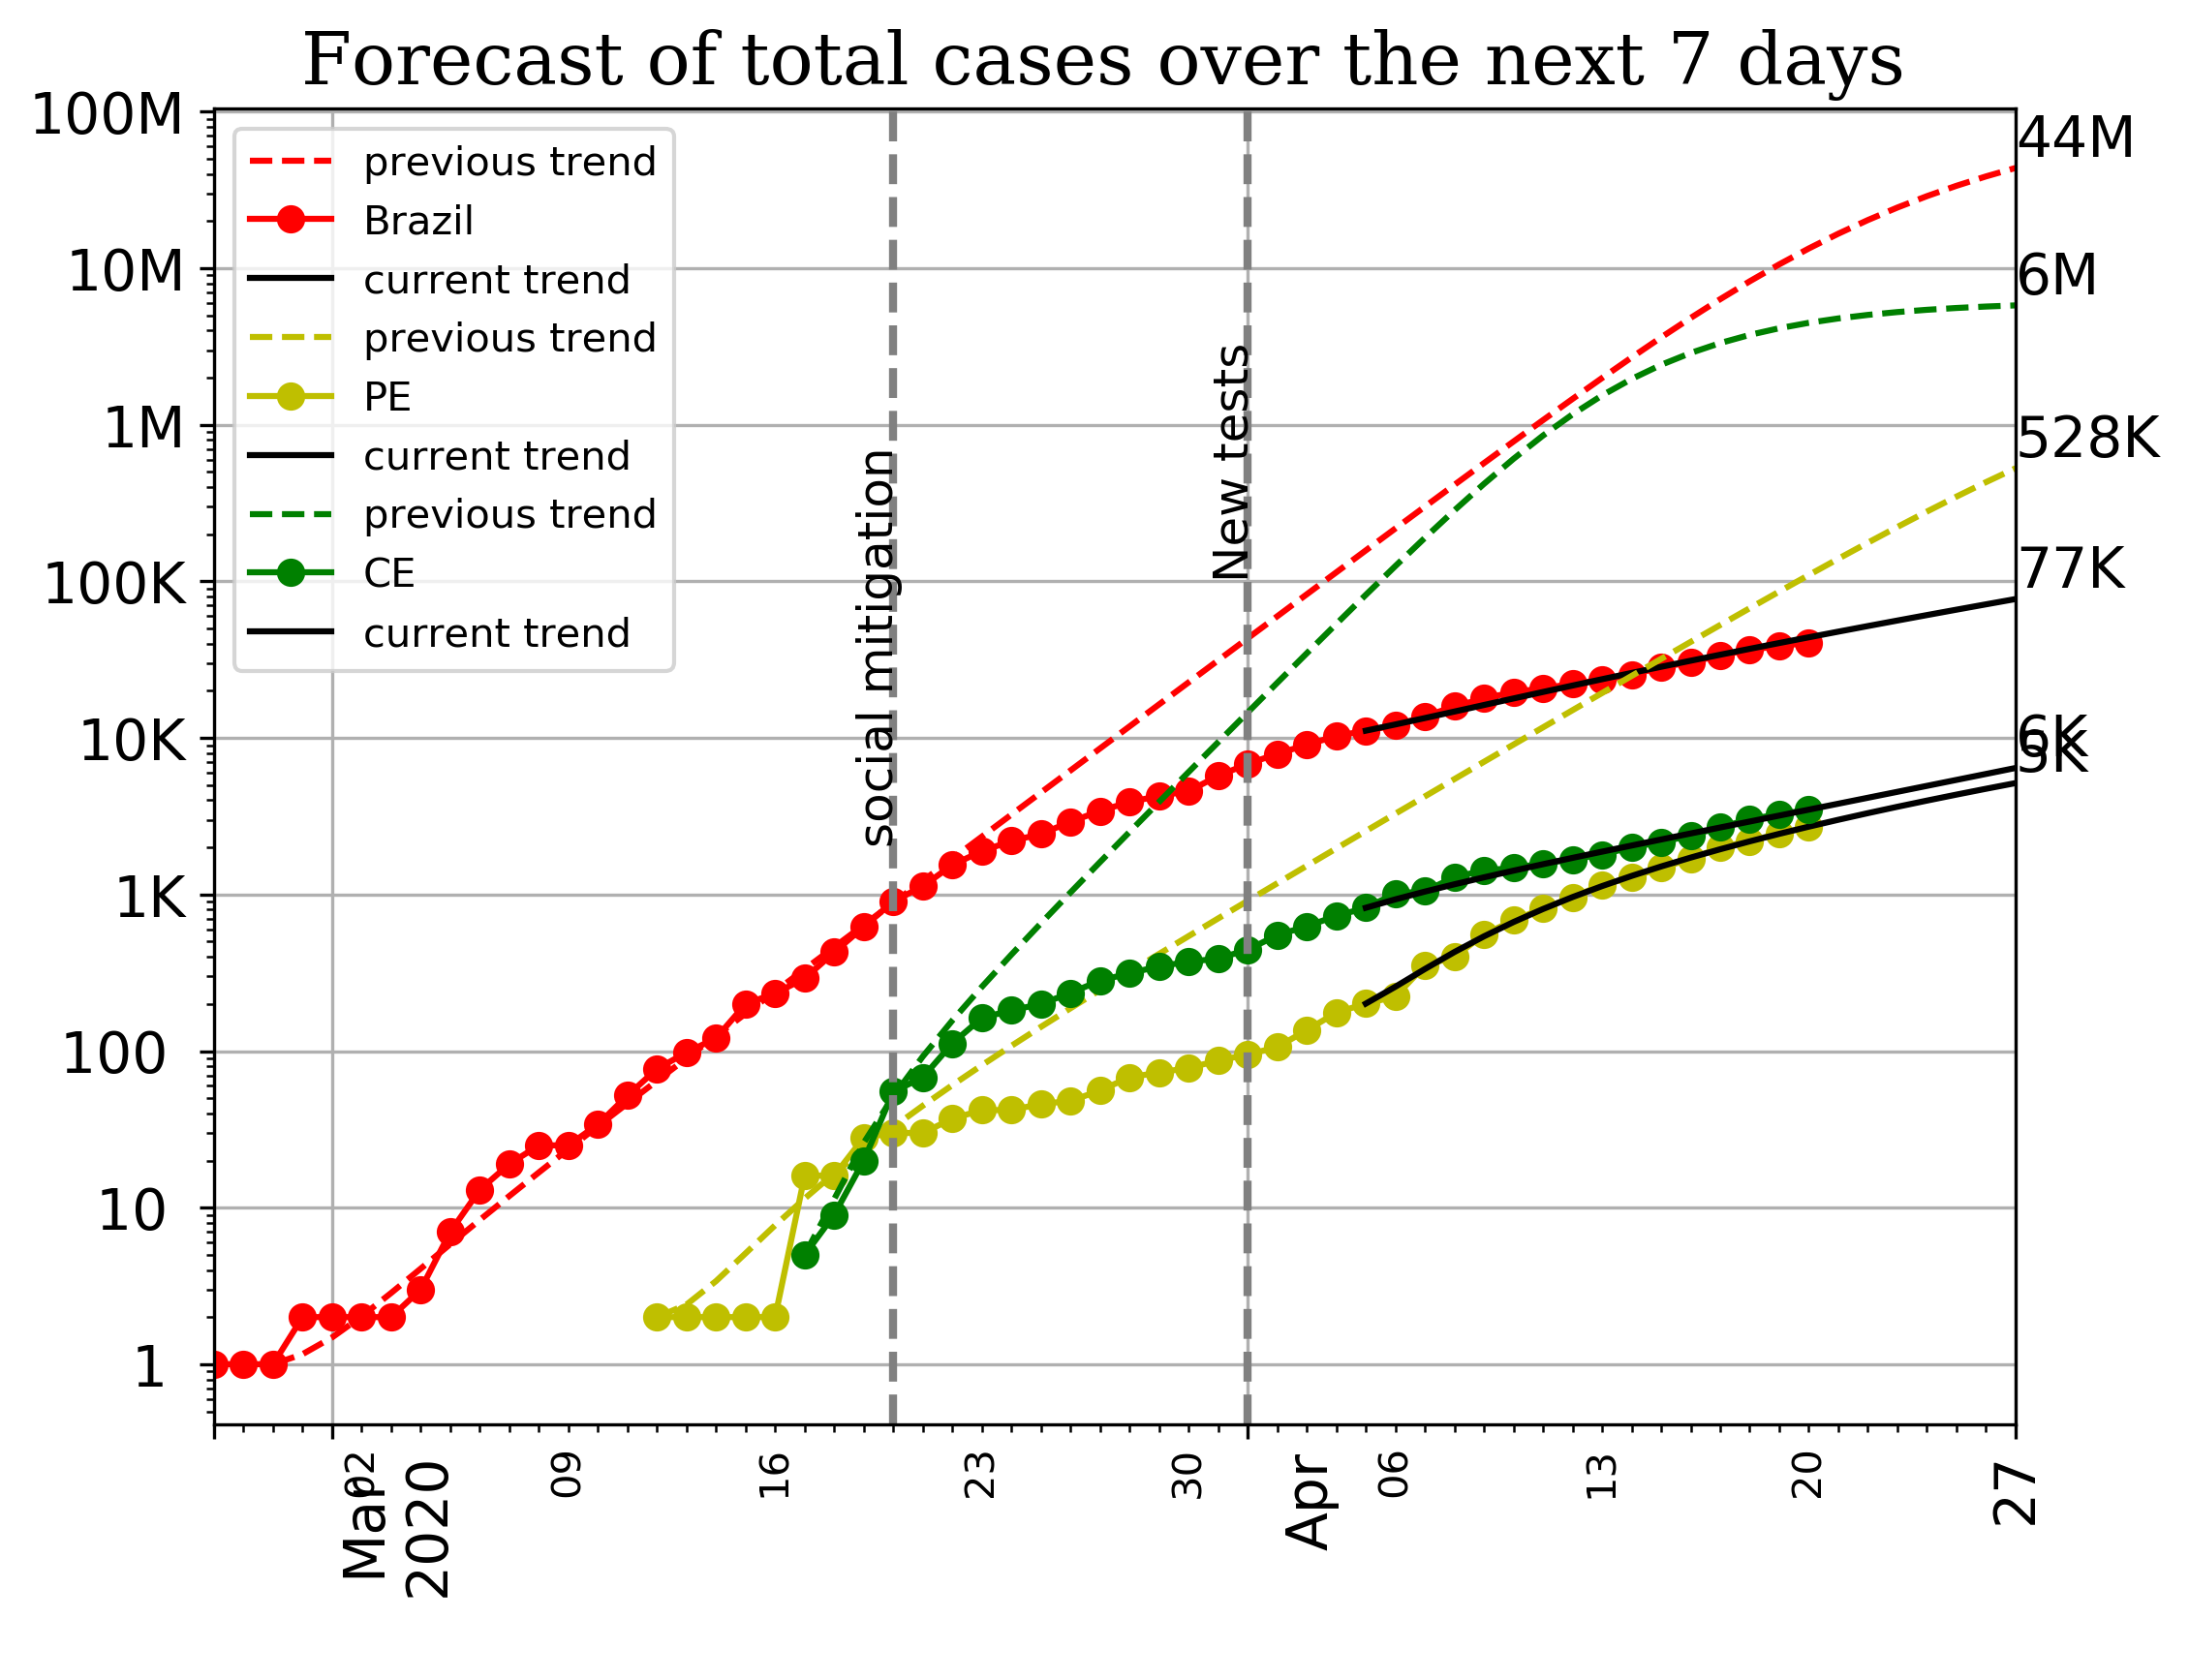 Forecast of total cases over the next 7 days
100M
10M
1M
100K
10K
1K
100
10
1
previous trend
Brazil
current trend
previous trend
PE
current trend
previous trend
CE
current trend
social mitigation
New tests
44M
6M
528K
77K
6K
5K
02
09
16
23
30
06
13
20
27
Mar
2020
Apr